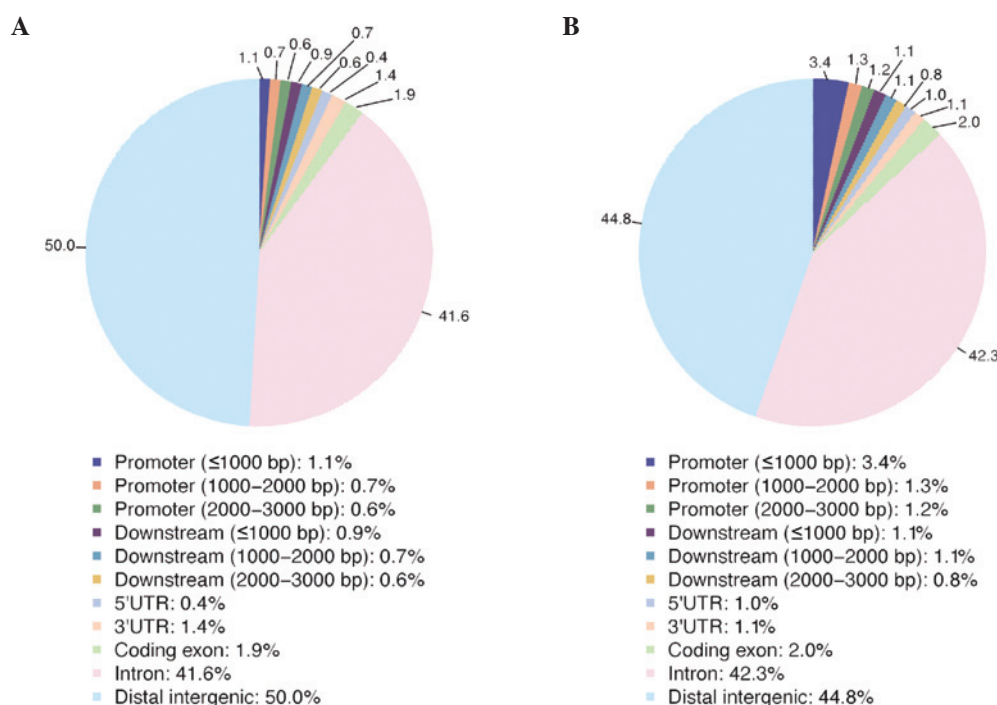 A
1.1
0.7
0.6
0.9
0.7
0.6
0.4
1.4
1.9
50.0
41.6
Promoter (≤1000 bp): 1.1%
Promoter (1000–2000 bp): 0.7%
Promoter (2000–3000 bp): 0.6%
Downstream (≤1000 bp): 0.9%
Downstream (1000–2000 bp): 0.7%
Downstream (2000–3000 bp): 0.6%
5'UTR: 0.4%
3'UTR: 1.4%
Coding exon: 1.9%
Intron: 41.6%
Distal intergenic: 50.0%
B
3.4
1.3
1.2
1.1
1.1
0.8
1.0
1.1
2.0
44.8
42.3
Promoter (≤1000 bp): 3.4%
Promoter (1000–2000 bp): 1.3%
Promoter (2000–3000 bp): 1.2%
Downstream (≤1000 bp): 1.1%
Downstream (1000–2000 bp): 1.1%
Downstream (2000–3000 bp): 0.8%
5'UTR: 1.0%
3'UTR: 1.1%
Coding exon: 2.0%
Intron: 42.3%
Distal intergenic: 44.8%